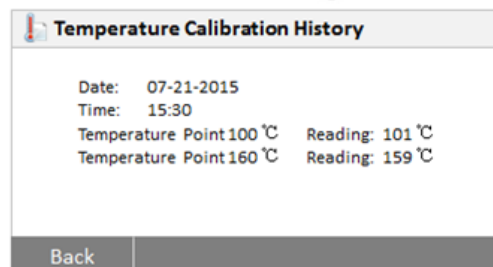 Temperature Calibration History
Date: 07-21-2015
Time: 15:30
Temperature Point 100 ℃ Reading: 101 ℃
Temperature Point 160 ℃ Reading: 159 ℃
Back